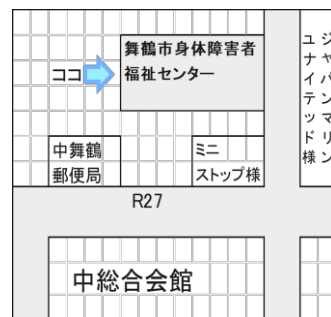 舞鶴市身体障害者
福祉センター
ココ
中舞鶴
郵便局
ミニ
ストップ様
R27
中総合会館
ジャパンマリン
ユナイテッド様